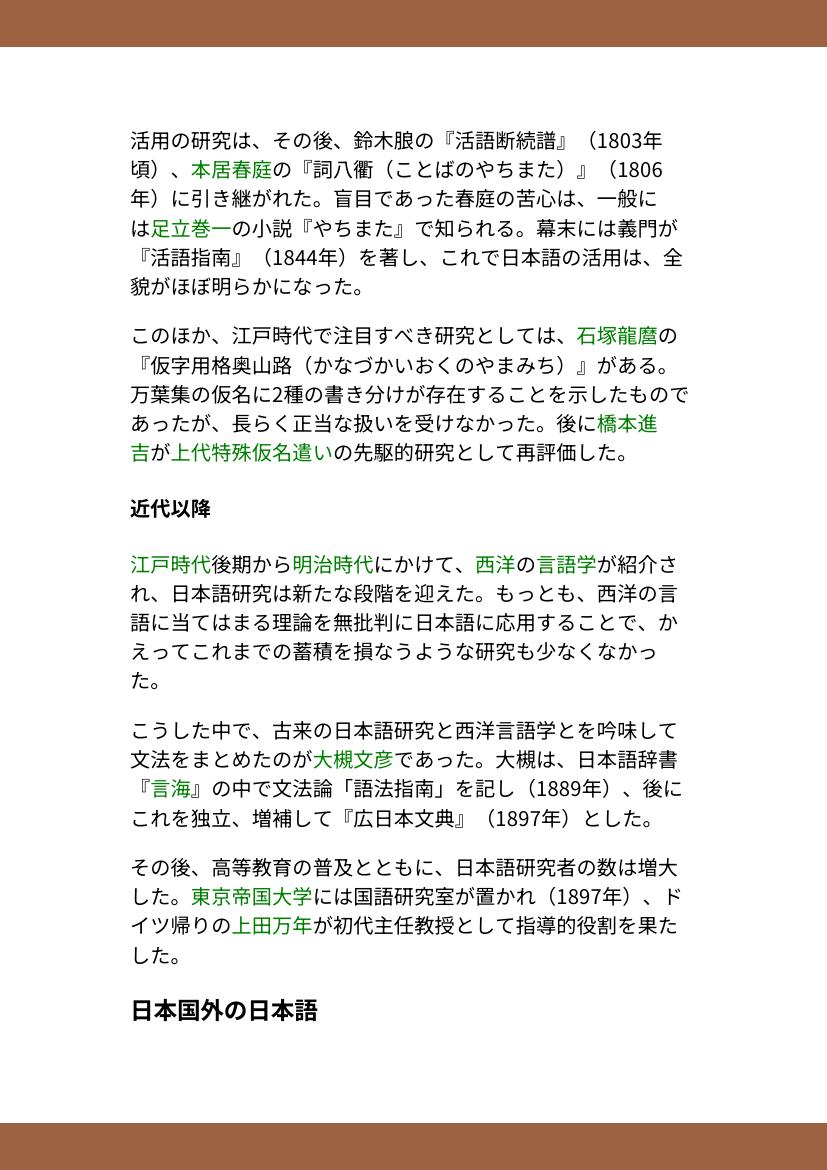 活用の研究は、その後、鈴木朖の『活語断続譜』（1803年
頃）、本居春庭の『詞八衢（ことばのやちまた）』（1806
年）に引き継がれた。盲目であった春庭の苦心は、一般に
は足立巻一の小説『やちまた』で知られる。幕末には義門が
『活語指南』（1844年）を著し、これで日本語の活用は、全
貌がほぼ明らかになった。
このほか、江戸時代で注目すべき研究としては、石塚龍麿の
『仮字用格奥山路（かなづかいおくのやまみち）』がある。
万葉集の仮名に2種の書き分けが存在することを示したもので
あったが、長らく正当な扱いを受けなかった。後に橋本進
吉が上代特殊仮名遣いの先駆的研究として再評価した。
近代以降
江戸時代後期から明治時代にかけて、西洋の言語学が紹介さ
れ、日本語研究は新たな段階を迎えた。もっとも、西洋の言
語に当てはまる理論を無批判に日本語に応用することで、か
えってこれまでの蓄積を損なうような研究も少なくなかっ
た。
こうした中で、古来の日本語研究と西洋言語学とを吟味して
文法をまとめたのが大槻文彦であった。大槻は、日本語辞書
『言海』の中で文法論「語法指南」を記し（1889年）、後に
これを独立、増補して『広日本文典』（1897年）とした。
その後、高等教育の普及とともに、日本語研究者の数は増大
した。東京帝国大学には国語研究室が置かれ（1897年）、ド
イツ帰りの上田万年が初代主任教授として指導的役割を果た
した。
日本国外の日本語